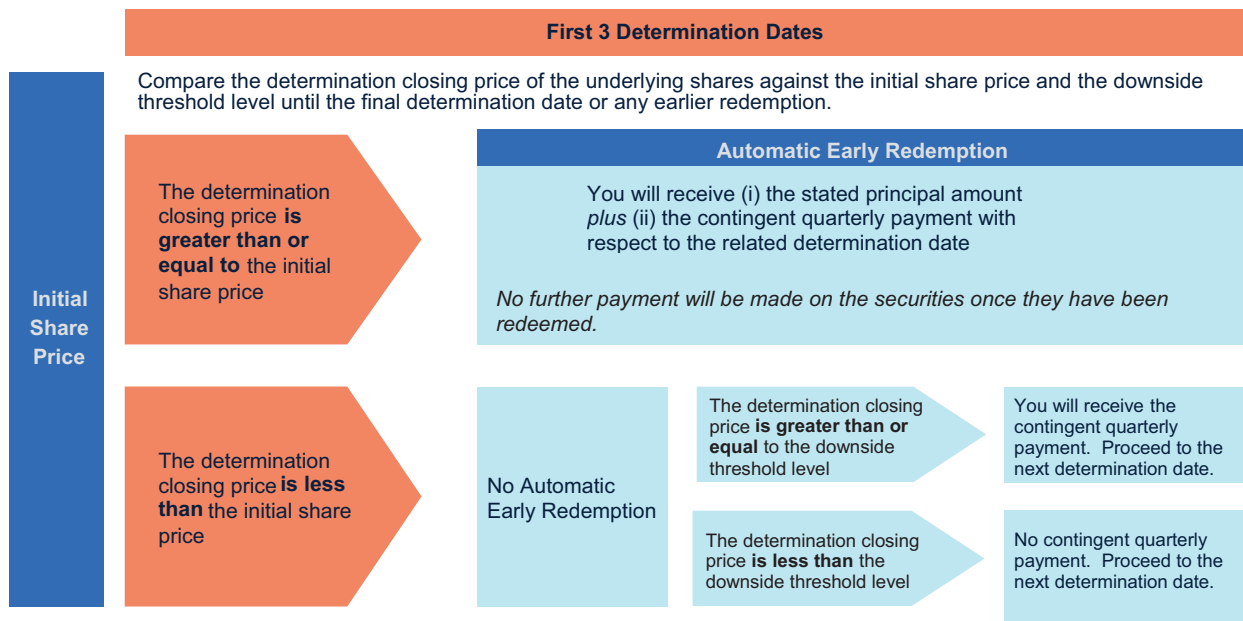 First 3 Determination Dates
Compare the determination closing price of the underlying shares against the initial share price and the downside
threshold level until the final determination date or any earlier redemption.
Initial
Share
Price
The determination
closing price is
greater than or
equal to the initial
share price
Automatic Early Redemption
You will receive (i) the stated principal amount
plus (ii) the contingent quarterly payment with
respect to the related determination date
No further payment will be made on the securities once they have been
redeemed.
The determination
closing price is less
than the initial share
price
No Automatic
Early Redemption
The determination closing
price is greater than or
equal to the downside
threshold level
You will receive the
contingent quarterly
payment.  Proceed to the
next determination date.
The determination closing
price is less than the
downside threshold level
No contingent quarterly
payment.  Proceed to the
next determination date.